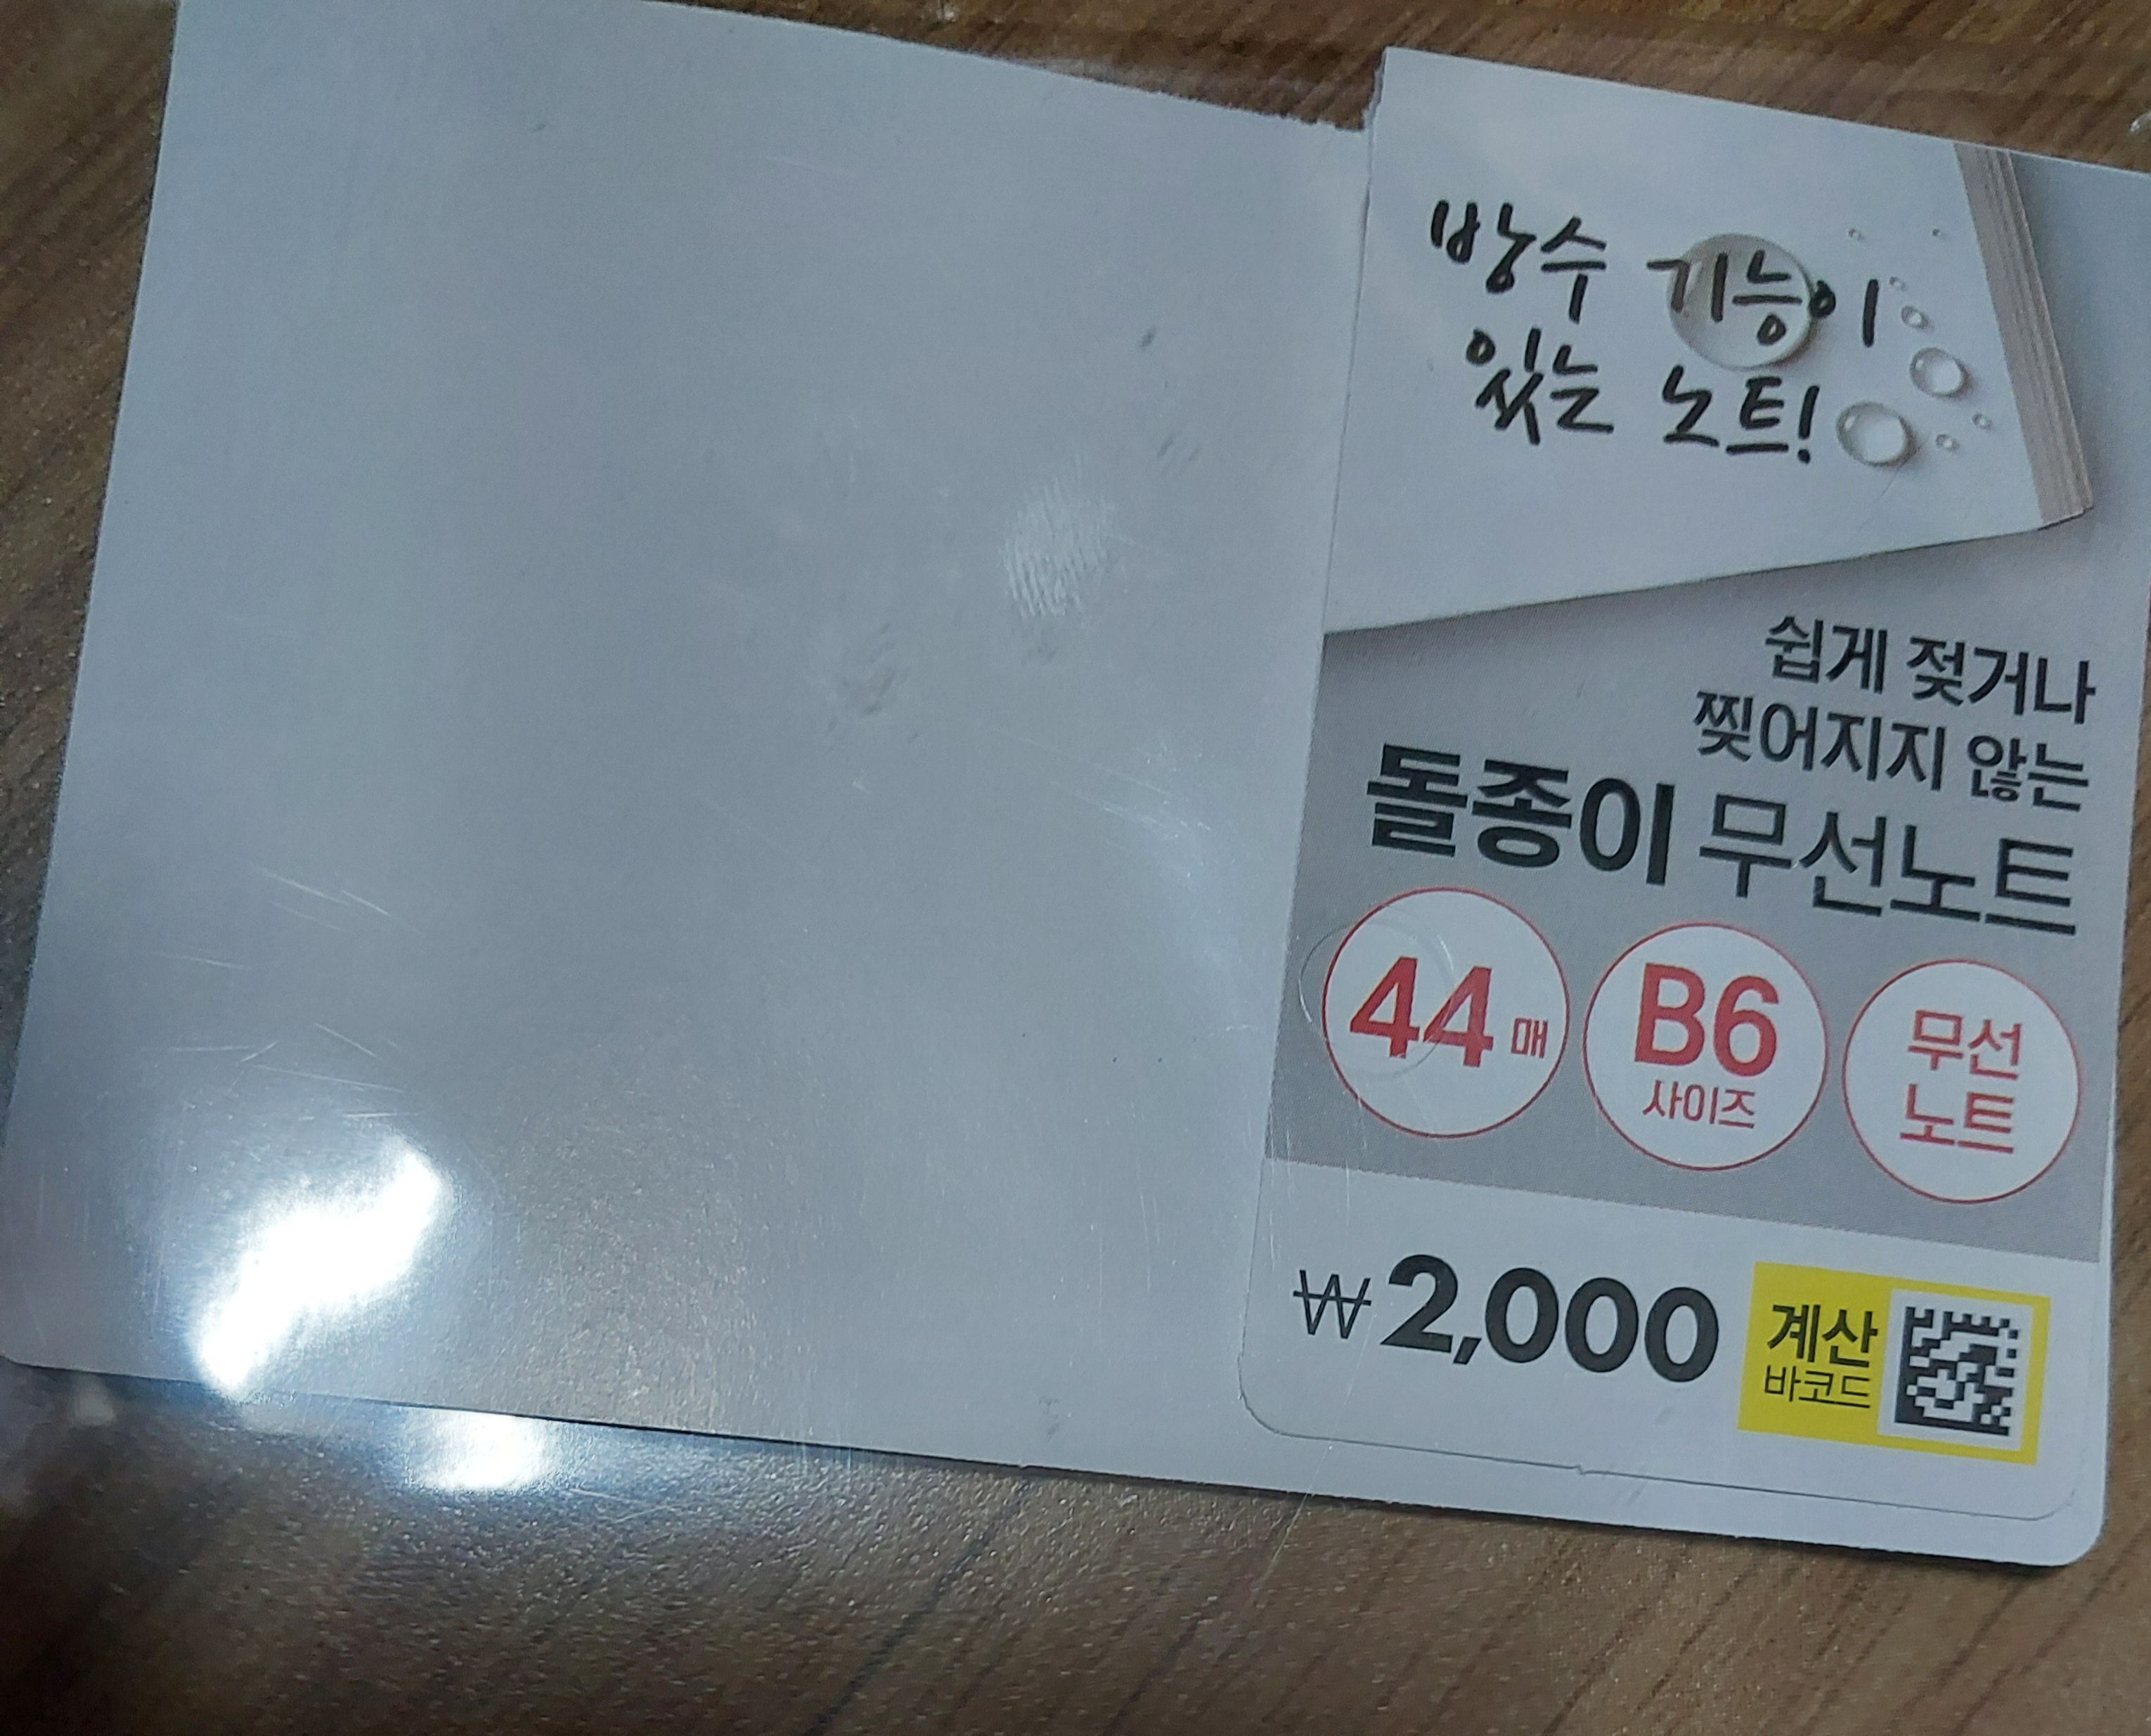 방수 기능이
있는 노트!
쉽게 젖거나
찢어지지 않는
돌종이 무선노트
44 매
B6
사이즈
무선
노트
₩2,000
계산
바코드